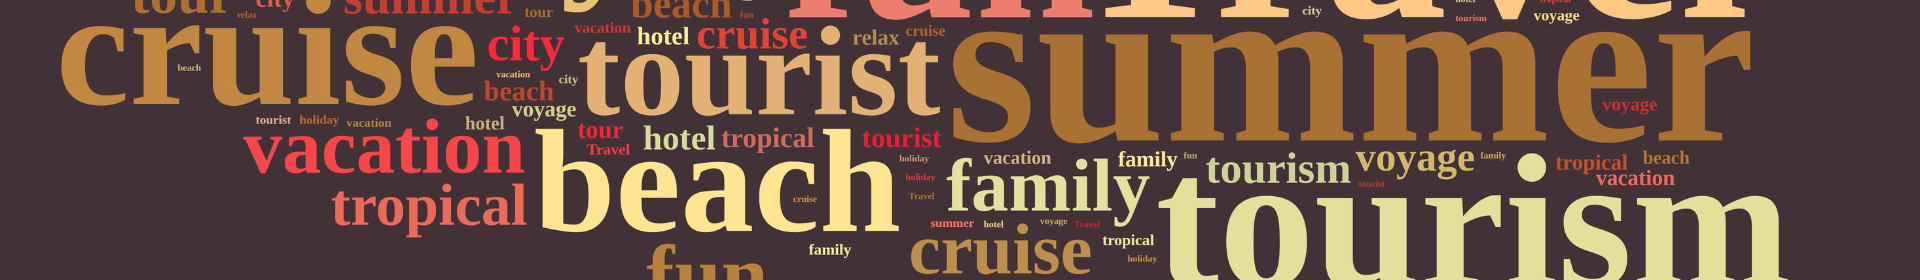 tour relax city summer tour beach fun Travel city hotel tourism tropical voyage
cruise beach city vacation hotel cruise relax cruise tourist summer
vacation city beach voyage voyage
tourist holiday vacation hotel tour Travel hotel tropical tourist
vacation beach holiday vacation family fun tourism voyage family tropical beach
tourist vacation holiday family tourism
tropical cruise Travel
summer hotel voyage Travel
fun family cruise tropical holiday